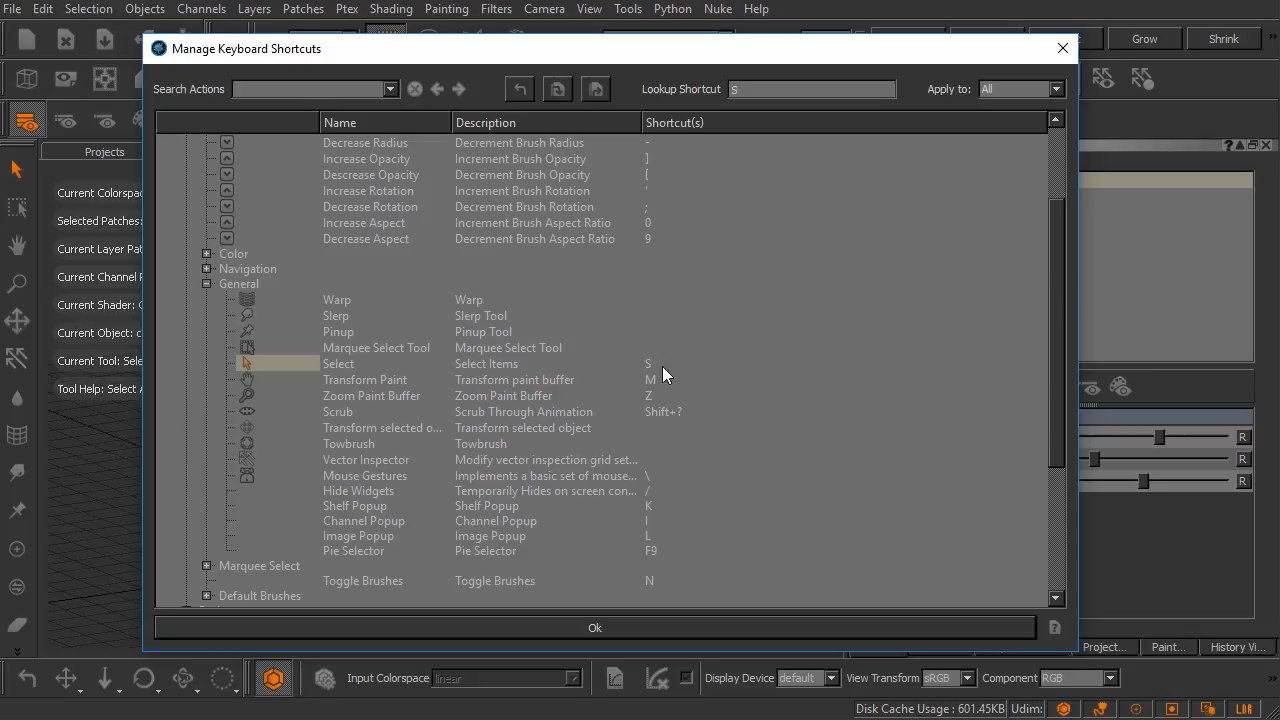 File Edit Selection Objects Channels Layers Patches Ptex Shading Painting Filters Camera View Tools Python Nuke Help
Manage Keyboard Shortcuts
Grow Shrink
Search Actions Lookup Shortcut S Apply to: All
Name Description Shortcut(s)
Projects
Decrease Radius Decrement Brush Radius -
Increase Opacity Increment Brush Opacity ]
Descrease Opacity Decrement Brush Opacity [
Increase Rotation Increment Brush Rotation '
Decrease Rotation Decrement Brush Rotation ;
Increase Aspect Increment Brush Aspect Ratio 0
Decrease Aspect Decrement Brush Aspect Ratio 9
Color
Navigation
General
Warp Warp
Slerp Slerp Tool
Pinup Pinup Tool
Marquee Select Tool Marquee Select Tool
Select Select Items S
Transform Paint Transform paint buffer M
Zoom Paint Buffer Zoom Paint Buffer Z
Scrub Scrub Through Animation Shift+?
Transform selected o... Transform selected object
Towbrush Towbrush
Vector Inspector Modify vector inspection grid set...
Mouse Gestures Implements a basic set of mouse... \
Hide Widgets Temporarily Hides on screen con... /
Shelf Popup Shelf Popup K
Channel Popup Channel Popup I
Image Popup Image Popup L
Pie Selector Pie Selector F9
Marquee Select
Toggle Brushes Toggle Brushes N
Default Brushes
Ok
Current Colorspac
Selected Patches:
Current Layer Pat
Current Channel F
Current Shader: C
Current Object: c
Current Tool: Sele
Tool Help: Select A
R
R
R
Project... Paint... History Vi...
Input Colorspace linear Display Device default View Transform sRGB Component RGB
Disk Cache Usage : 601.45KB Udim: LDR